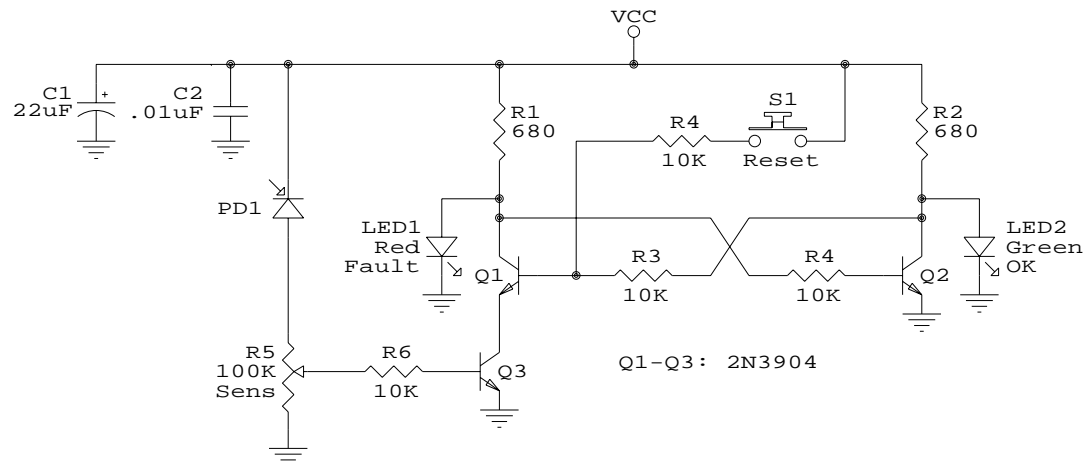 VCC
C1
+
22uF
C2
.01uF
R1
680
R4
10K
S1
Reset
R2
680
PD1
LED1
Red
Fault
Q1
R3
10K
R4
10K
Q2
LED2
Green
OK
R5
100K
Sens
R6
10K
Q3
Q1-Q3: 2N3904